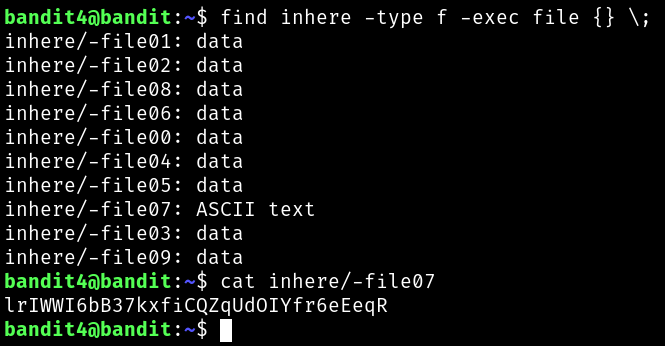 bandit4@bandit:~$ find inhere -type f -exec file {} \;
inhere/-file01: data
inhere/-file02: data
inhere/-file08: data
inhere/-file06: data
inhere/-file00: data
inhere/-file04: data
inhere/-file05: data
inhere/-file07: ASCII text
inhere/-file03: data
inhere/-file09: data
bandit4@bandit:~$ cat inhere/-file07
lrIWWI6bB37kxfiCQZqUdOIYfr6eEeqR
bandit4@bandit:~$